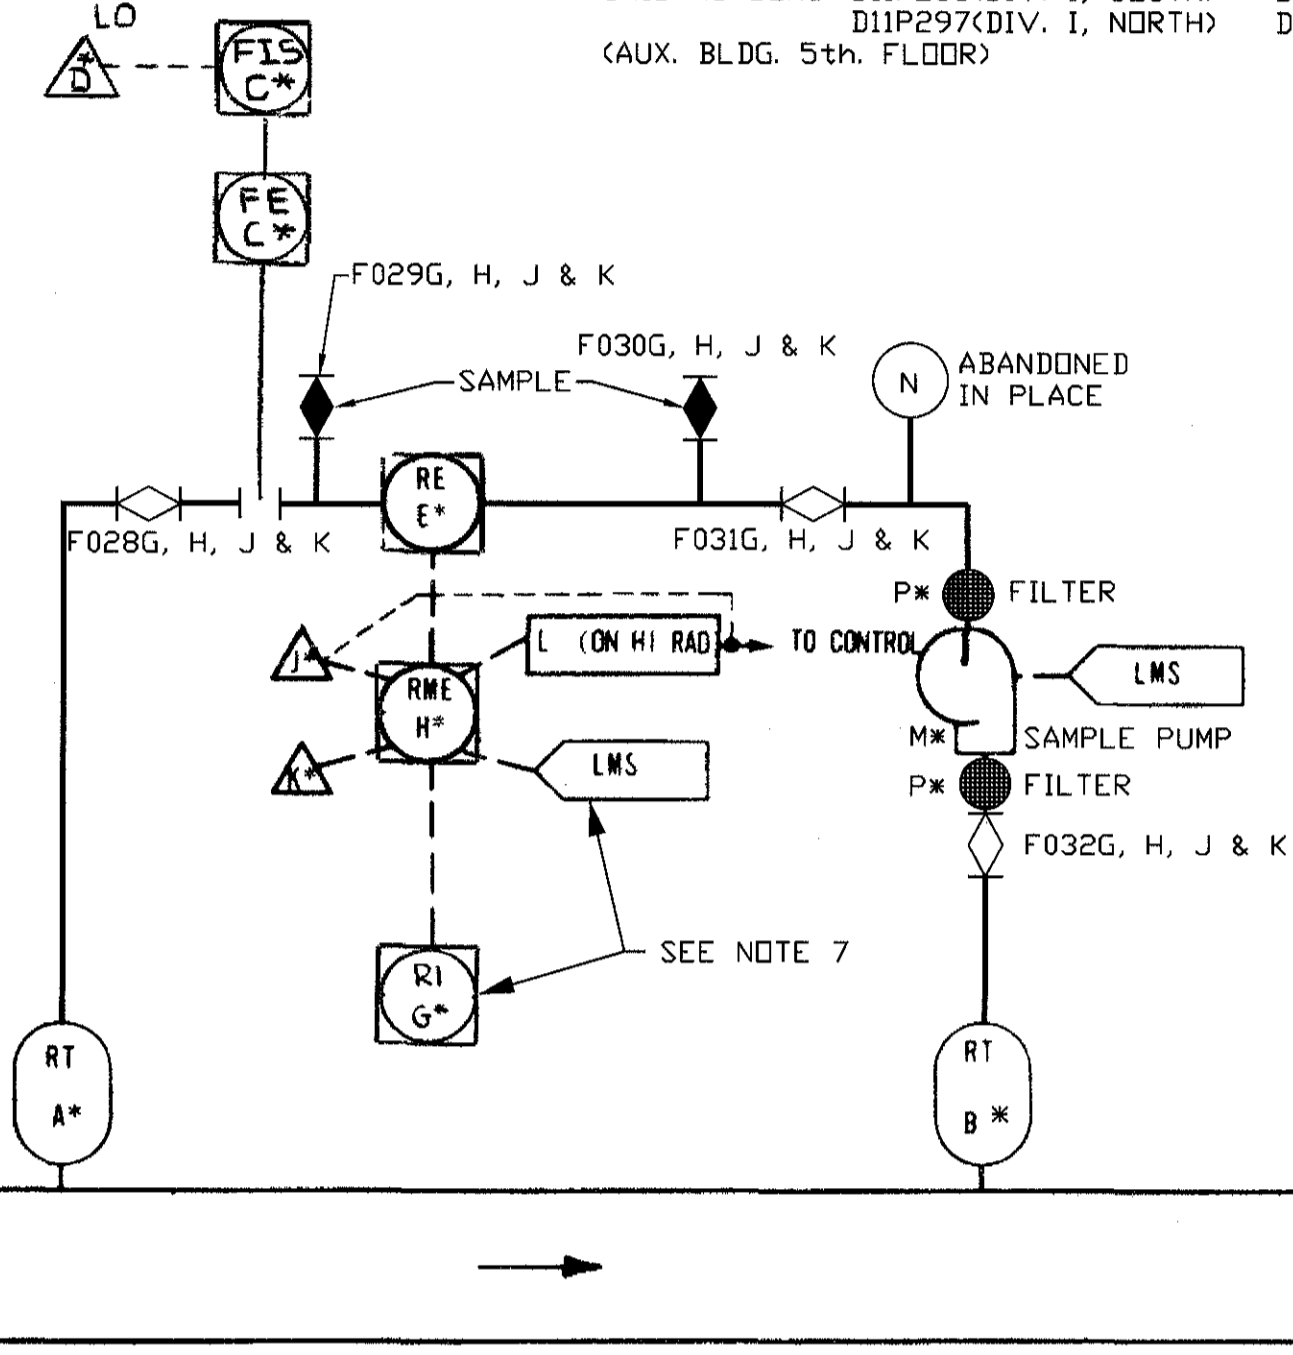 LO
D11P297(DIV. I, NORTH) D
(AUX. BLDG. 5th. FLOOR)
*
D
FIS
C*
FE
C*
F029G, H, J & K
F030G, H, J & K
SAMPLE
N
ABANDONED
IN PLACE
RE
E*
F028G, H, J & K
F031G, H, J & K
P*
FILTER
J*
L (ON HI RAD
TO CONTROL
RME
H*
LMS
M*
SAMPLE PUMP
K*
LMS
P*
FILTER
F032G, H, J & K
SEE NOTE 7
RI
G*
RT
A*
RT
B *